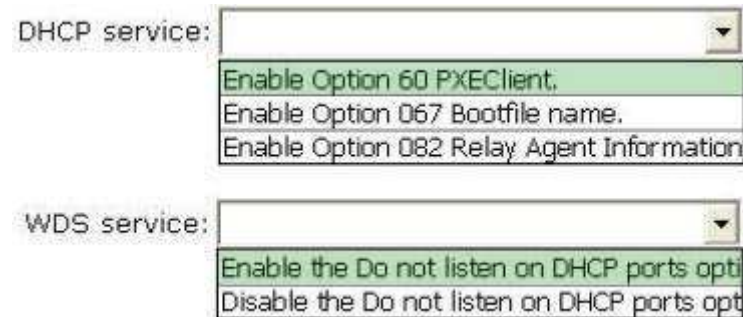 DHCP service:
Enable Option 60 PXEClient.
Enable Option 067 Bootfile name.
Enable Option 082 Relay Agent Information
WDS service:
Enable the Do not listen on DHCP ports opti
Disable the Do not listen on DHCP ports opt